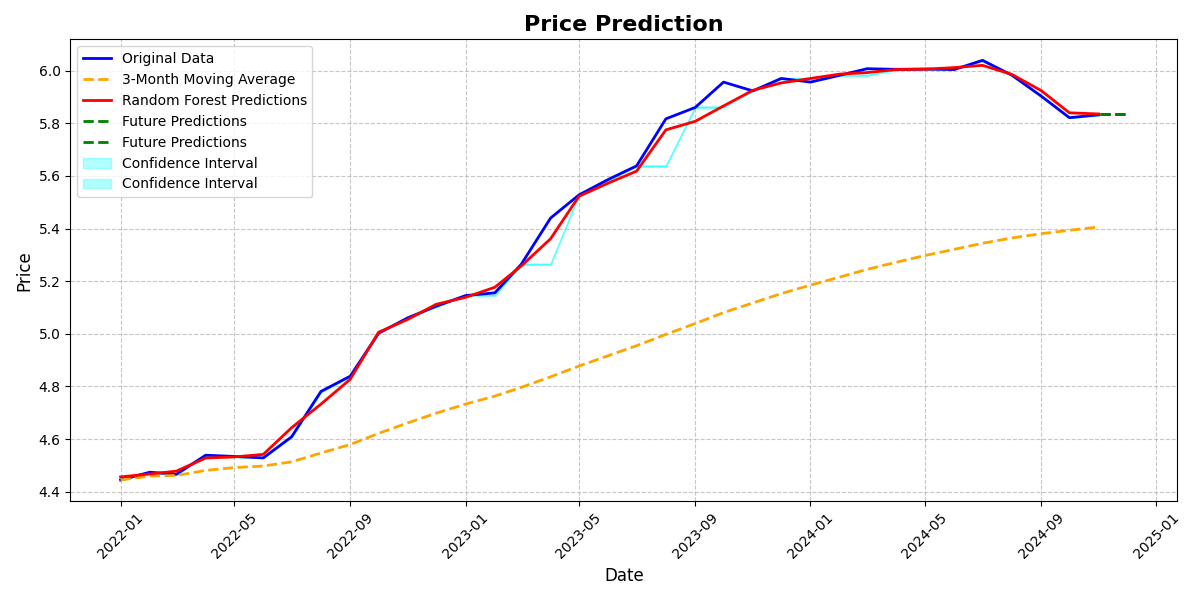 Price Prediction
Original Data
3-Month Moving Average
Random Forest Predictions
Future Predictions
Future Predictions
Confidence Interval
Confidence Interval
Price
6.0
5.8
5.6
5.4
5.2
5.0
4.8
4.6
4.4
2022-01
2022-05
2022-09
2023-01
2023-05
2023-09
2024-01
2024-05
2024-09
2025-01
Date